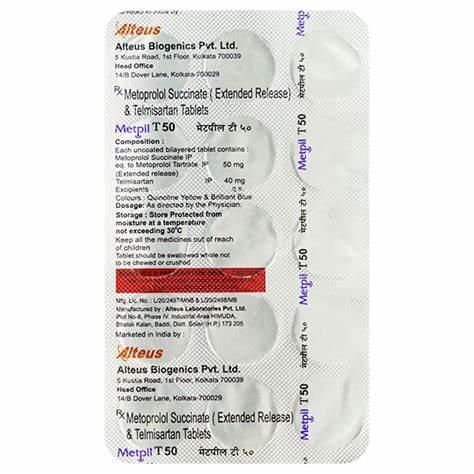 Alteus
Alteus Biogenics Pvt. Ltd.
5 Kustia Road, 1st Floor, Kolkata 700039
Head Office
14/B Dover Lane, Kolkata-700029
Rx Metoprolol Succinate ( Extended Release)
& Telmisartan Tablets
Metpil T 50 मेटपील टी ५०
Composition :
Each uncoated bilayered tablet contains :
Metoprolol Succinate IP
eq. to Metoprolol Tartrate IP 50 mg
(Extended release)
Telmisartan IP 40 mg
Excipients q.s.
Colours : Quinoline Yellow & Brilliant Blue
Dosage: As directed by the Physician.
Storage : Store Protected from
moisture at a temperature
not exceeding 30°C
Keep all the medicines out of reach
of children
Tablet should be swallowed whole not
to be chewed or crushed
Mfg. Lic. No. : L/20/2497/MNB & L/20/2498/MB
Manufactured by : Alteus Laboratories Pvt. Ltd.
Plot No-8, Phase IV, Industrial Area HIMUDA,
Bhatoli Kalan, Baddi, Distt. Solan (H.P.) 173 205
Marketed in India by :
Alteus
Alteus Biogenics Pvt. Ltd.
5 Kustia Road, 1st Floor, Kolkata-700039
Head Office
14/B Dover Lane, Kolkata-700029
Rx Metoprolol Succinate ( Extended Release)
& Telmisartan Tablets
Metpil T 50 मेटपील टी ५०
Metpil T 50
मेटपील टी ५०
Metpil T 50
मेटपील टी ५०
Metpil T 50
मेटपील टी ५०
Metpil T 50